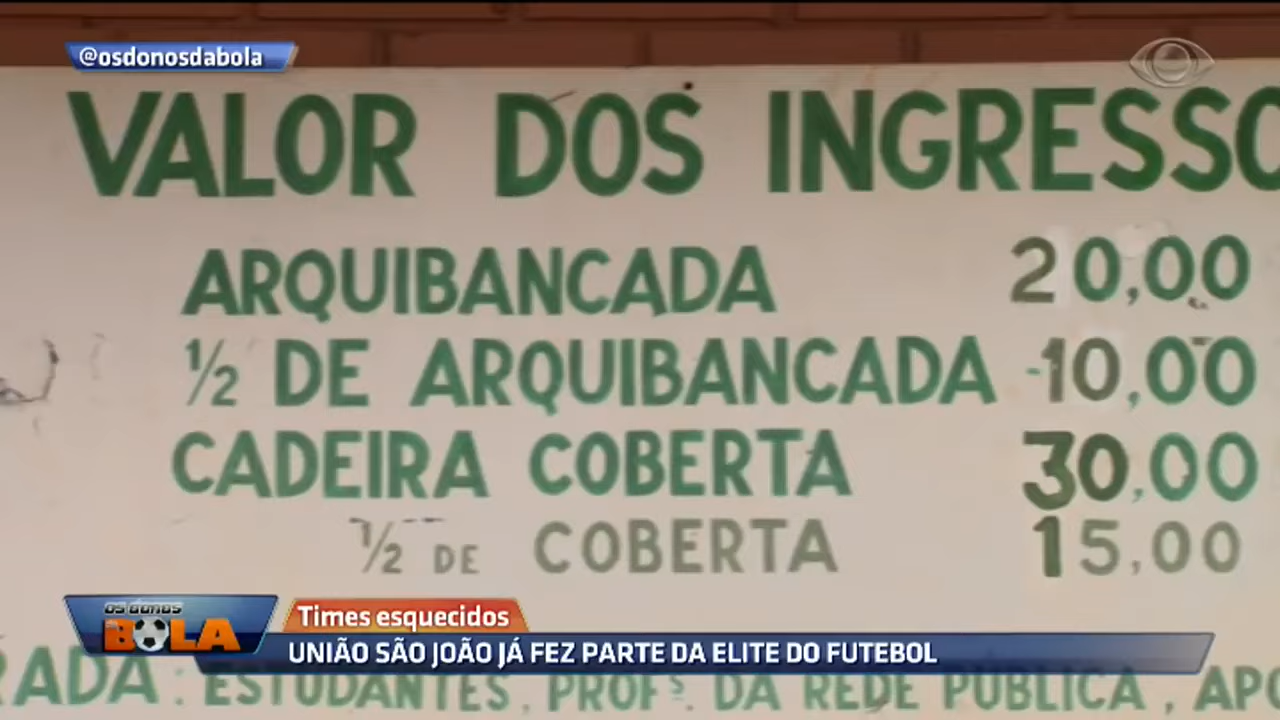 @osdonosdabola
VALOR DOS INGRESSO
ARQUIBANCADA 20,00
½ DE ARQUIBANCADA 10,00
CADEIRA COBERTA 30,00
½ DE COBERTA 15,00
OS DONOS DA BOLA
Times esquecidos
UNIÃO SÃO JOÃO JÁ FEZ PARTE DA ELITE DO FUTEBOL
RADA: ESTUDANTES, PROFS. DA REDE PÚBLICA, APO